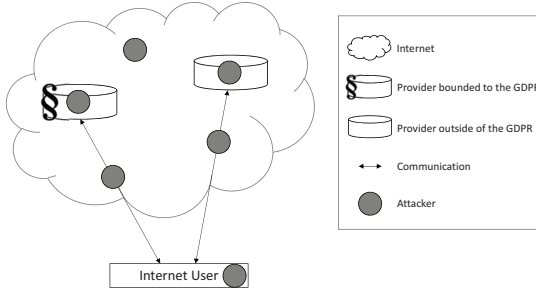 §
Internet User
Internet
§ Provider bounded to the GDPR
Provider outside of the GDPR
Communication
Attacker